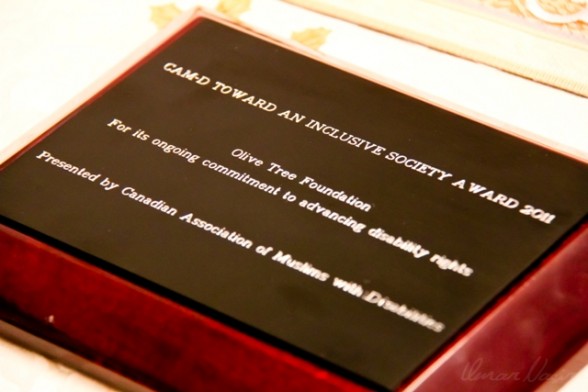 CAM-D TOWARD AN INCLUSIVE SOCIETY AWARD 2011
Olive Tree Foundation
For its ongoing commitment to advancing disability rights
Presented by Canadian Association of Muslims with Disabilities